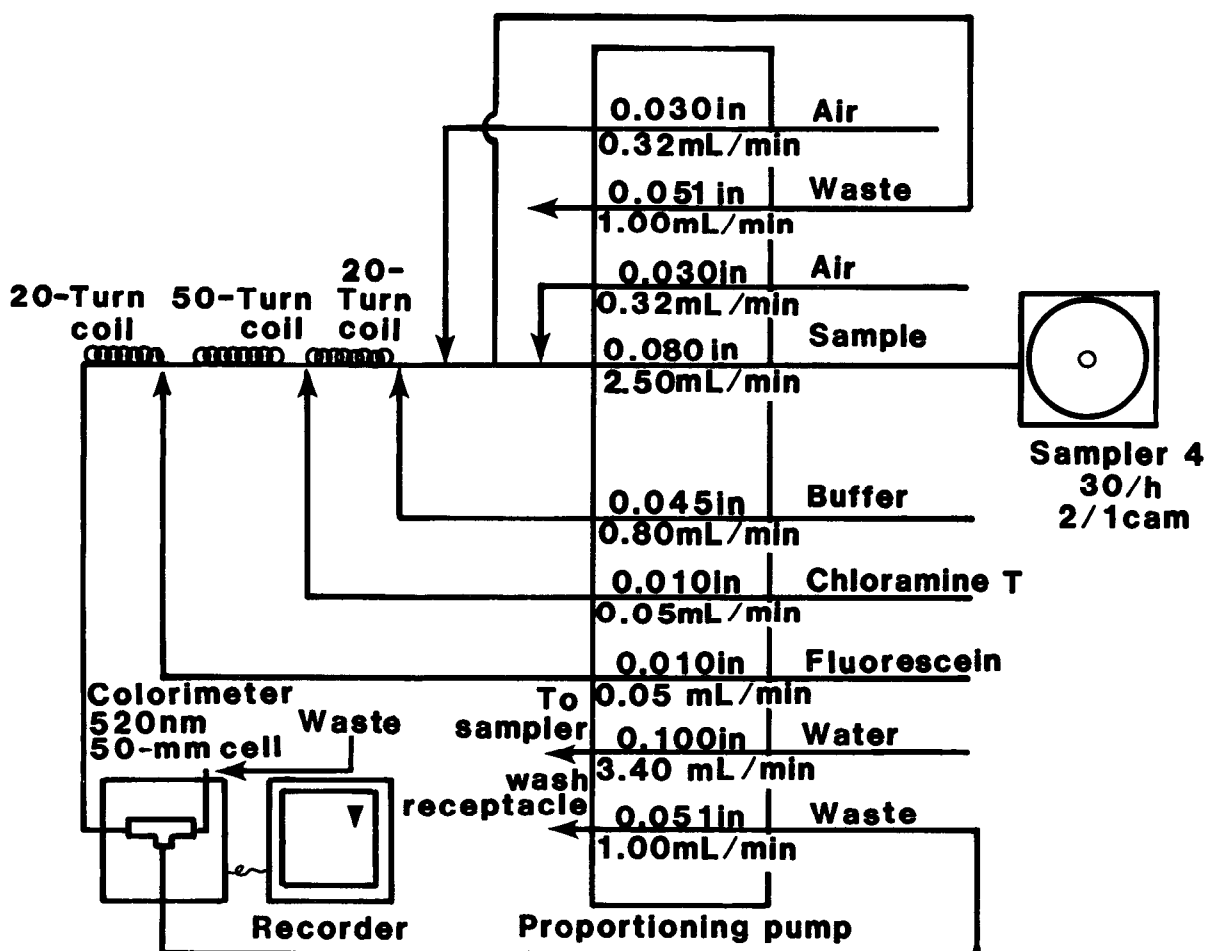 0.030in Air
0.32mL/min
0.051in Waste
1.00mL/min
0.030in Air
0.32mL/min
20-Turn
coil
50-Turn
coil
20-
Turn
coil
0.080in Sample
2.50mL/min
Sampler 4
30/h
2/1cam
0.045in Buffer
0.80mL/min
0.010in Chloramine T
0.05mL/min
0.010in Fluorescein
0.05 mL/min
To
sampler
wash
receptacle
0.100in Water
3.40 mL/min
0.051in Waste
1.00mL/min
Colorimeter
520nm
50-mm cell
Waste
Recorder
Proportioning pump